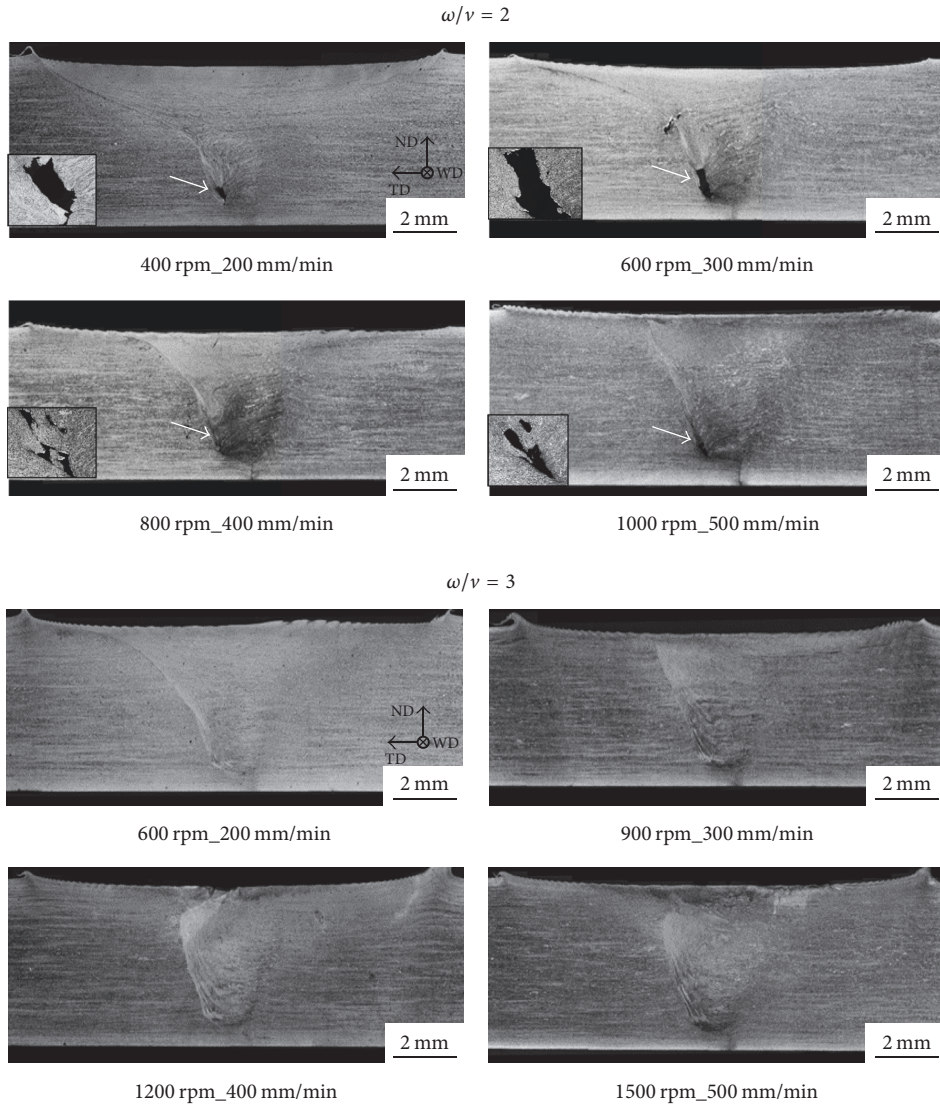 ω/ν = 2
ND
WD
TD
2 mm
2 mm
400 rpm_200 mm/min
600 rpm_300 mm/min
2 mm
2 mm
800 rpm_400 mm/min
1000 rpm_500 mm/min
ω/ν = 3
ND
WD
TD
2 mm
2 mm
600 rpm_200 mm/min
900 rpm_300 mm/min
2 mm
2 mm
1200 rpm_400 mm/min
1500 rpm_500 mm/min